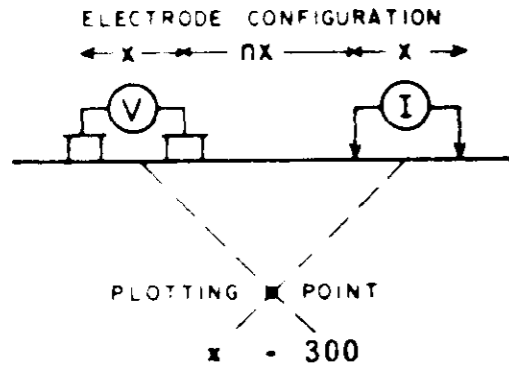 ELECTRODE CONFIGURATION
x nx x
V I
PLOTTING POINT
x - 300